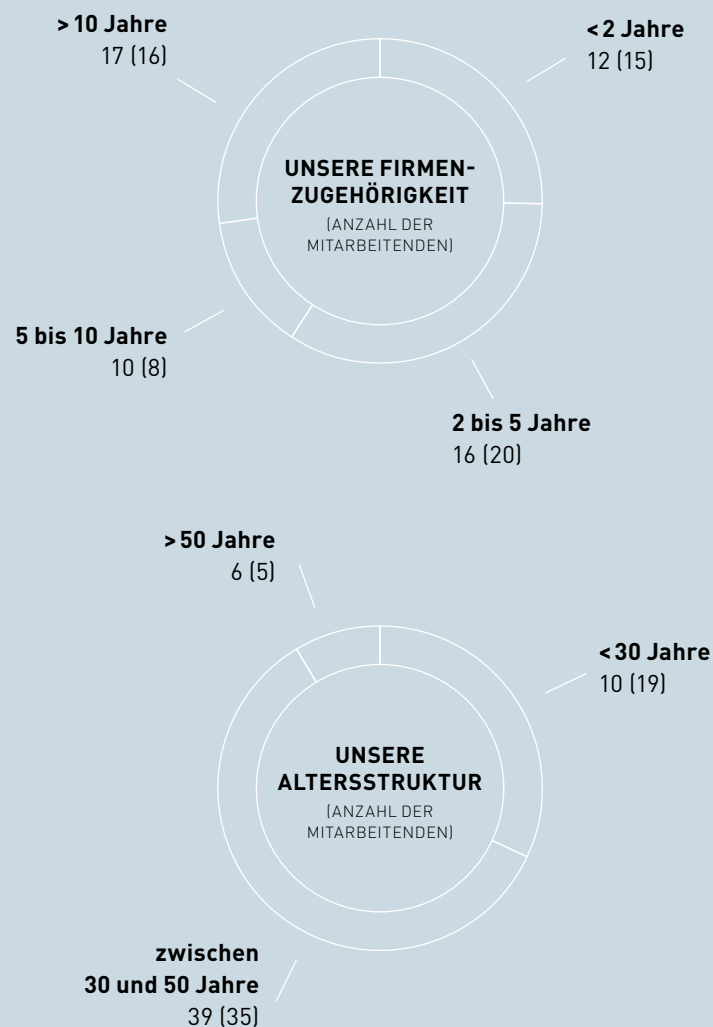 > 10 Jahre
17 (16)
< 2 Jahre
12 (15)
UNSERE FIRMEN-
ZUGEHÖRIGKEIT
(ANZAHL DER
MITARBEITENDEN)
5 bis 10 Jahre
10 (8)
2 bis 5 Jahre
16 (20)
> 50 Jahre
6 (5)
< 30 Jahre
10 (19)
UNSERE
ALTERSSTRUKTUR
(ANZAHL DER
MITARBEITENDEN)
zwischen
30 und 50 Jahre
39 (35)